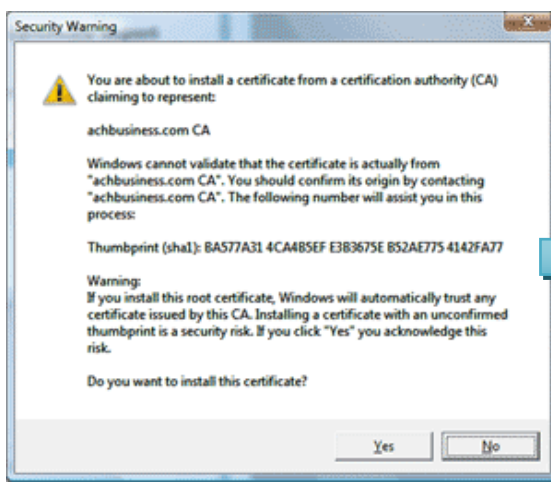 Security Warning
You are about to install a certificate from a certification authority (CA)
claiming to represent:
achbusiness.com CA
Windows cannot validate that the certificate is actually from
"achbusiness.com CA". You should confirm its origin by contacting
"achbusiness.com CA". The following number will assist you in this
process:
Thumbprint (sha1): BA577A31 4CA4B5EF E3B3675E B52AE775 4142FA77
Warning:
If you install this root certificate, Windows will automatically trust any
certificate issued by this CA. Installing a certificate with an unconfirmed
thumbprint is a security risk. If you click "Yes" you acknowledge this
risk.
Do you want to install this certificate?
Yes
No